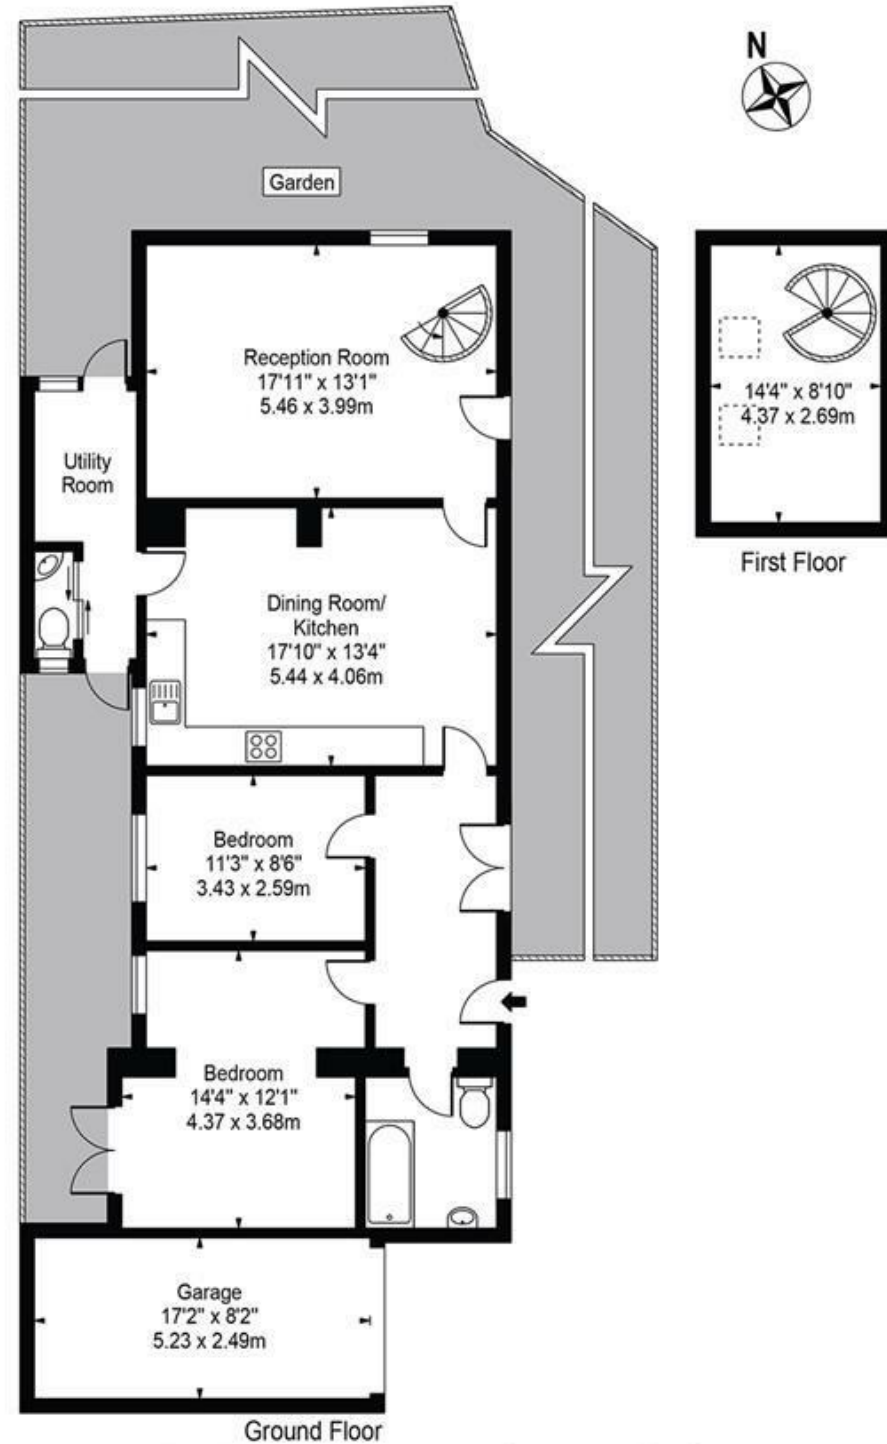 N
Garden
Reception Room
17'11" x 13'1"
5.46 x 3.99m
14'4" x 8'10"
4.37 x 2.69m
First Floor
Utility
Room
Dining Room/
Kitchen
17'10" x 13'4"
5.44 x 4.06m
Bedroom
11'3" x 8'6"
3.43 x 2.59m
Bedroom
14'4" x 12'1"
4.37 x 3.68m
Garage
17'2" x 8'2"
5.23 x 2.49m
Ground Floor